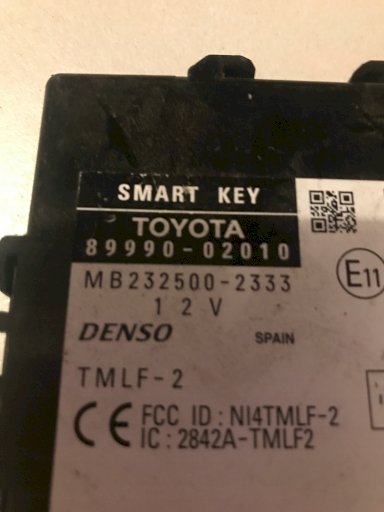 SMART KEY
TOYOTA
89990-02010
MB232500-2333
12V
DENSO SPAIN
TMLF-2
CE FCC ID : NI4TMLF-2
IC : 2842A-TMLF2
E11